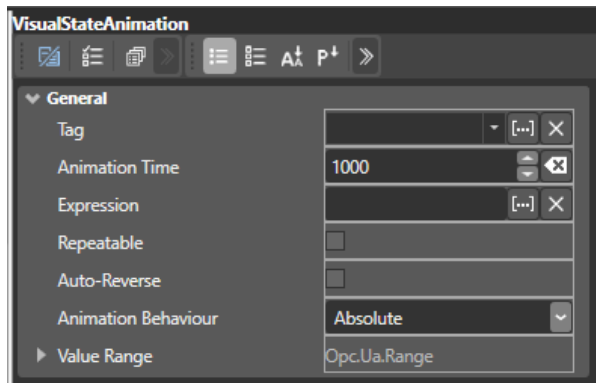 VisualStateAnimation
General
Tag
Animation Time 1000
Expression
Repeatable
Auto-Reverse
Animation Behaviour Absolute
Value Range Opc.Ua.Range